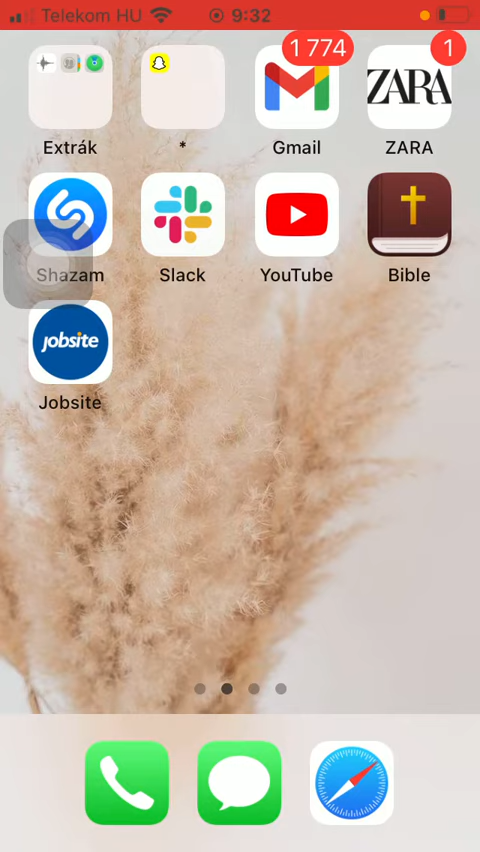 Telekom HU 9:32
1 774
1
ZARA
Extrák * Gmail ZARA
Shazam Slack YouTube Bible
jobsite
Jobsite